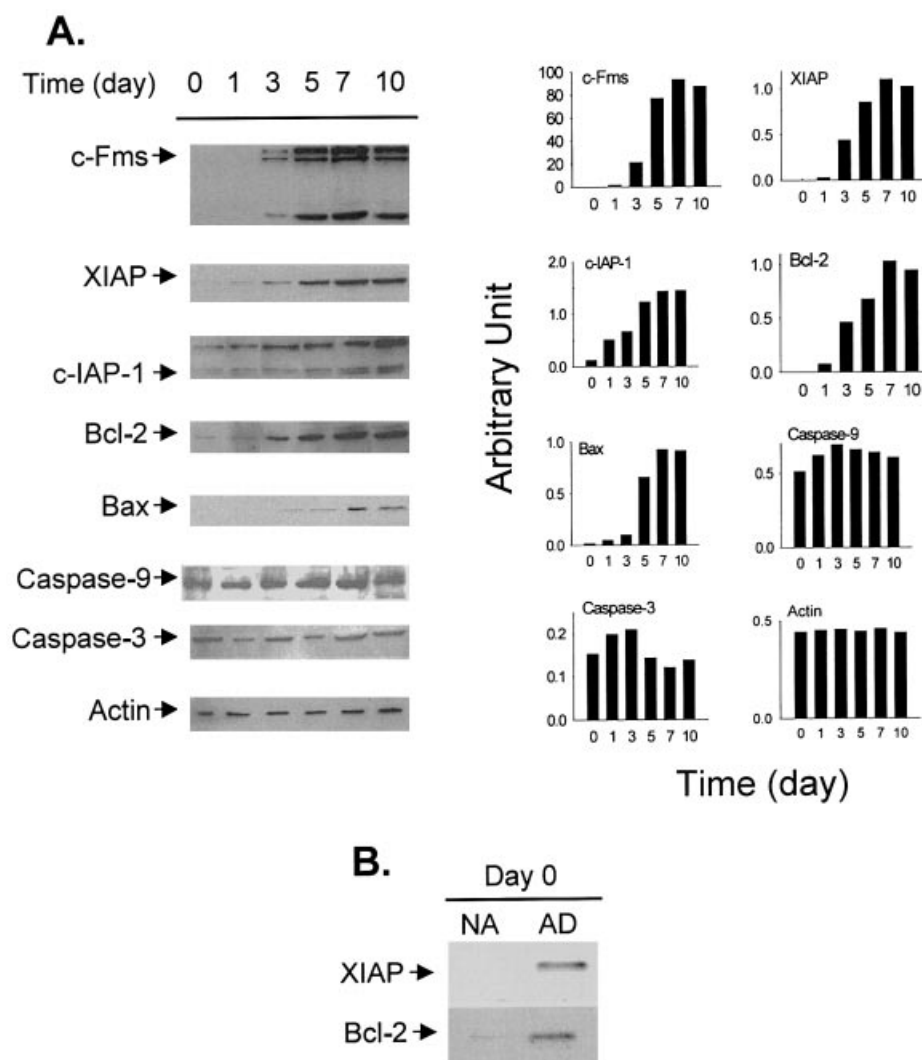 A.
Time (day) 0 1 3 5 7 10
c-Fms
XIAP
c-IAP-1
Bcl-2
Bax
Caspase-9
Caspase-3
Actin
Arbitrary Unit
c-Fms
100
80
60
40
20
0
0 1 3 5 7 10
XIAP
1.0
0.5
0.0
0 1 3 5 7 10
c-IAP-1
2.0
1.0
0.0
0 1 3 5 7 10
Bcl-2
1.0
0.5
0.0
0 1 3 5 7 10
Bax
1.0
0.5
0.0
0 1 3 5 7 10
Caspase-9
0.5
0.0
0 1 3 5 7 10
Caspase-3
0.2
0.1
0.0
0 1 3 5 7 10
Actin
0.5
0.0
0 1 3 5 7 10
Time (day)
B.
Day 0
NA AD
XIAP
Bcl-2